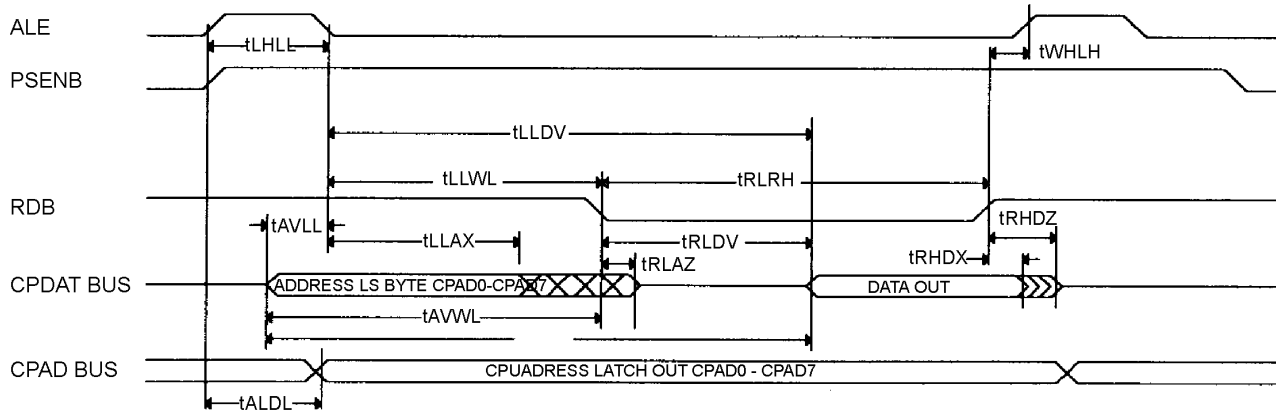 ALE
tLHLL
tWHLH
PSENB
tLLDV
tLLWL
tRLRH
RDB
tAVLL
tRHDZ
tLLAX
tRLDV
tRHDX
tRLAZ
CPDAT BUS
ADDRESS LS BYTE CPAD0-CPAD7
DATA OUT
tAVWL
CPAD BUS
CPUADRESS LATCH OUT CPAD0 - CPAD7
tALDL